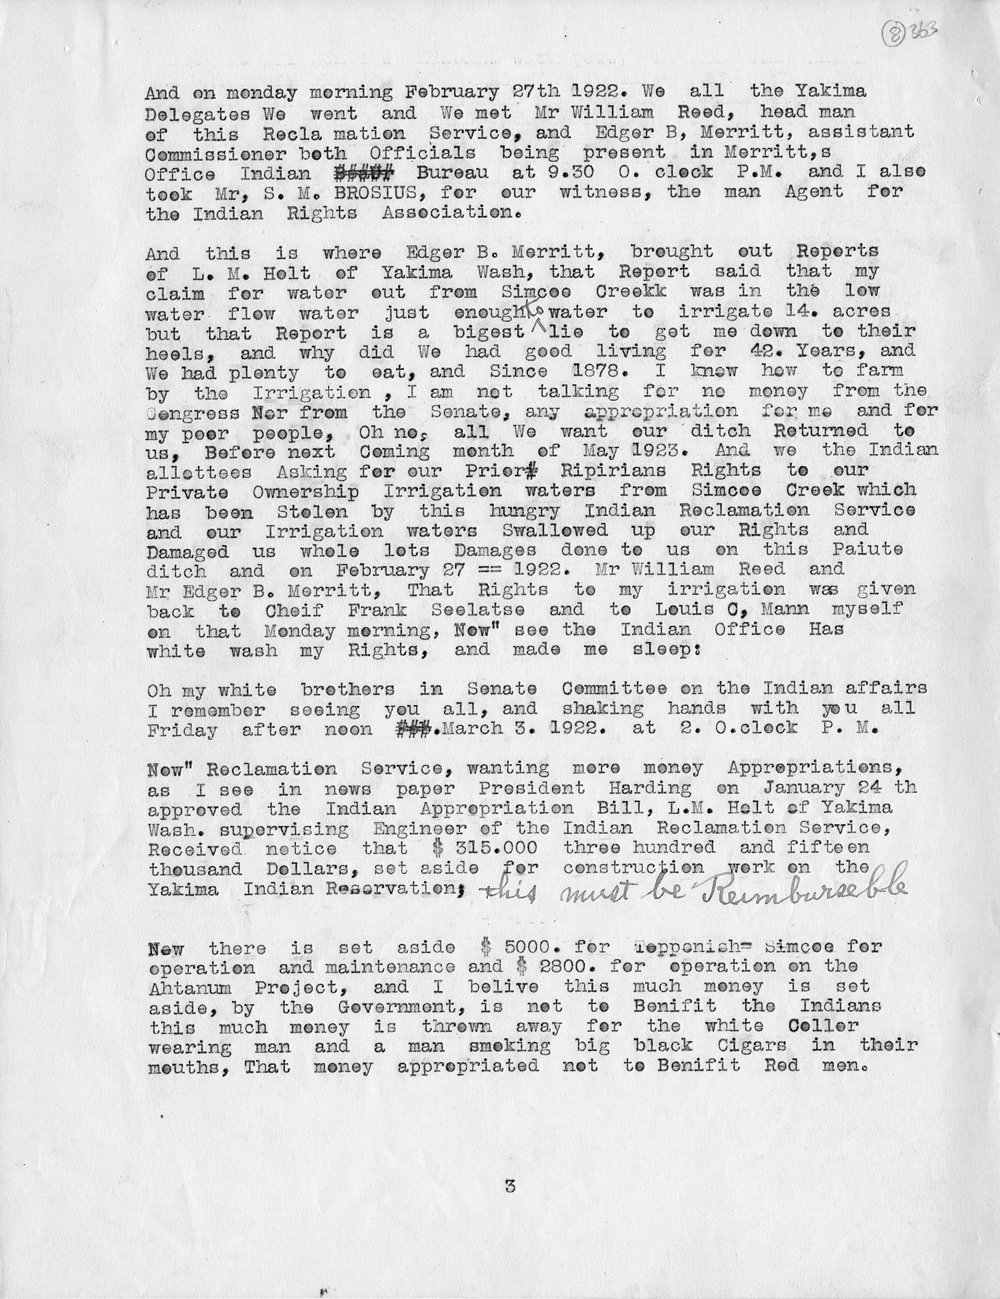 8 363
And on monday morning February 27th 1922. We all the Yakima
Delegates We went and We met Mr William Reed, head man
of this Recla mation Service, and Edger B, Merritt, assistant
Commissioner both Officials being present in Merritt,s
Office Indian ##### Bureau at 9.30 O. clock P.M. and I also
took Mr, S. M. BROSIUS, for our witness, the man Agent for
the Indian Rights Association.
And this is where Edger B. Merritt, brought out Reports
of L. M. Holt of Yakima Wash, that Report said that my
claim for water out from Simcoe Creekk was in the low
water flow water just enough to water to irrigate 14. acres
but that Report is a bigest lie to get me down to their
heels, and why did We had good living for 42. Years, and
We had plenty to eat, and Since 1878. I know how to farm
by the Irrigation , I am not talking for no money from the
Congress Nor from the Senate, any appropriation for me and for
my poor people, Oh no, all We want our ditch Returned to
us, Before next Coming month of May 1923. And we the Indian
allottees Asking for our Prior# Ripirians Rights to our
Private Ownership Irrigation waters from Simcoe Creek which
has been Stolen by this hungry Indian Reclamation Service
and our Irrigation waters Swallowed up our Rights and
Damaged us whole lots Damages done to us on this Paiute
ditch and on February 27 == 1922. Mr William Reed and
Mr Edger B. Merritt, That Rights to my irrigation was given
back to Cheif Frank Seelatse and to Louis C, Mann myself
on that Monday morning, Now" see the Indian Office Has
white wash my Rights, and made me sleep:
Oh my white brothers in Senate Committee on the Indian affairs
I remember seeing you all, and shaking hands with you all
Friday after noon ###.March 3. 1922. at 2. O.clock P. M.
Now" Reclamation Service, wanting more money Appropriations,
as I see in news paper President Harding on January 24 th
approved the Indian Appropriation Bill, L.M. Holt of Yakima
Wash. supervising Engineer of the Indian Reclamation Service,
Received notice that $ 315.000 three hundred and fifteen
thousand Dollars, set aside for construction work on the
Yakima Indian Reservation; this must be Reimburseble
Now there is set aside $ 5000. for Toppenish= Simcoe for
operation and maintenance and $ 2800. for operation on the
Ahtanum Project, and I belive this much money is set
aside, by the Government, is not to Benifit the Indians
this much money is thrown away for the white Coller
wearing man and a man smoking big black Cigars in their
mouths, That money appropriated not to Benifit Red men.
3